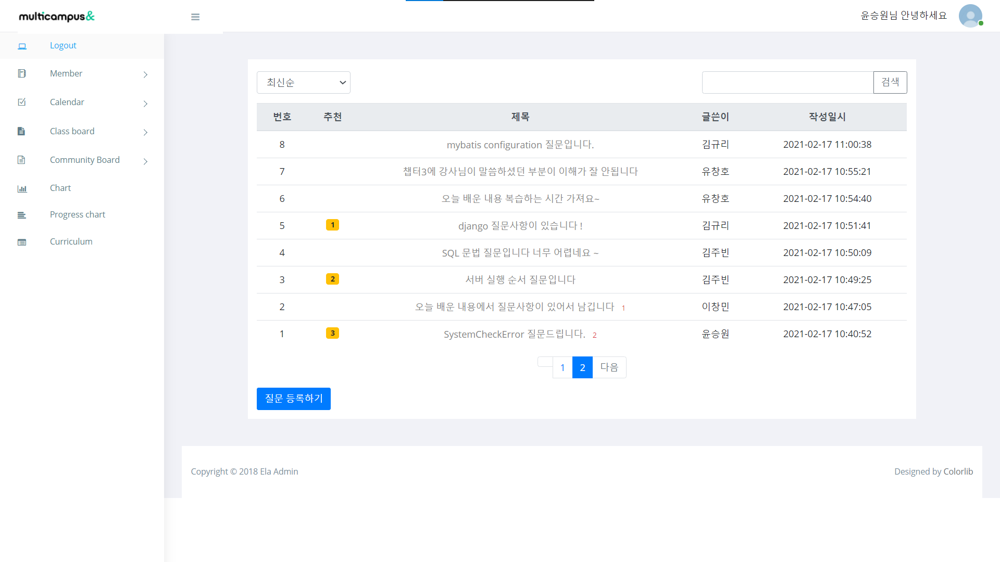 multicampus&
윤승원님 안녕하세요
Logout
Member
Calendar
Class board
Community Board
Chart
Progress chart
Curriculum
최신순
검색
번호 추천 제목 글쓴이 작성일시
8 mybatis configuration 질문입니다. 김규리 2021-02-17 11:00:38
7 챕터3에 강사님이 말씀하셨던 부분이 이해가 잘 안됩니다 유창호 2021-02-17 10:55:21
6 오늘 배운 내용 복습하는 시간 가져요~ 유창호 2021-02-17 10:54:40
5 1 django 질문사항이 있습니다 ! 김규리 2021-02-17 10:51:41
4 SQL 문법 질문입니다 너무 어렵네요 ~ 김주빈 2021-02-17 10:50:09
3 2 서버 실행 순서 질문입니다 김주빈 2021-02-17 10:49:25
2 오늘 배운 내용에서 질문사항이 있어서 남깁니다 1 이창민 2021-02-17 10:47:05
1 3 SystemCheckError 질문드립니다. 2 윤승원 2021-02-17 10:40:52
1 2 다음
질문 등록하기
Copyright © 2018 Ela Admin
Designed by Colorlib